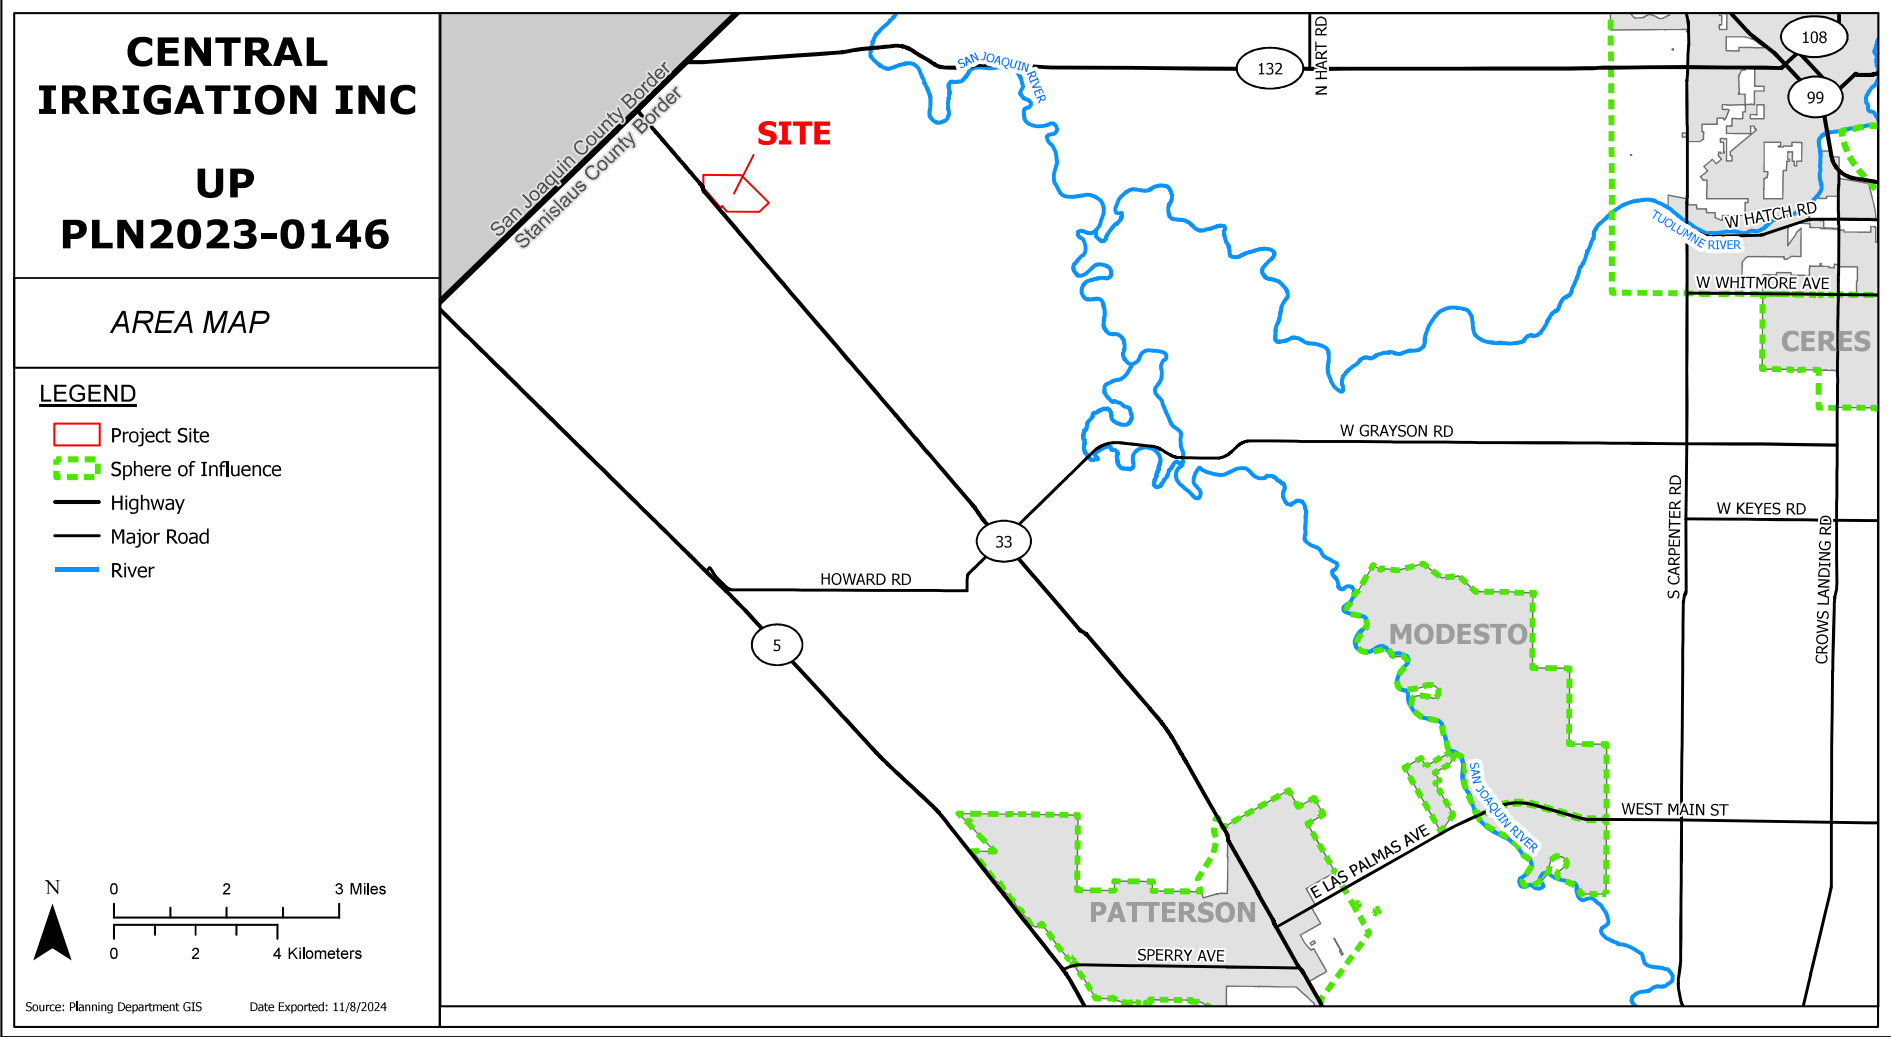 CENTRAL
IRRIGATION INC
UP
PLN2023-0146
AREA MAP
LEGEND
Project Site
Sphere of Influence
Highway
Major Road
River
N
0 2 3 Miles
0 2 4 Kilometers
Source: Planning Department GIS Date Exported: 11/8/2024
San Joaquin County Border
Stanislaus County Border
SITE
SAN JOAQUIN RIVER
132
N HART RD
108
99
W HATCH RD
TUOLUMNE RIVER
W WHITMORE AVE
CERES
W GRAYSON RD
S CARPENTER RD
W KEYES RD
CROWS LANDING RD
33
HOWARD RD
5
MODESTO
SAN JOAQUIN RIVER
WEST MAIN ST
E LAS PALMAS AVE
PATTERSON
SPERRY AVE